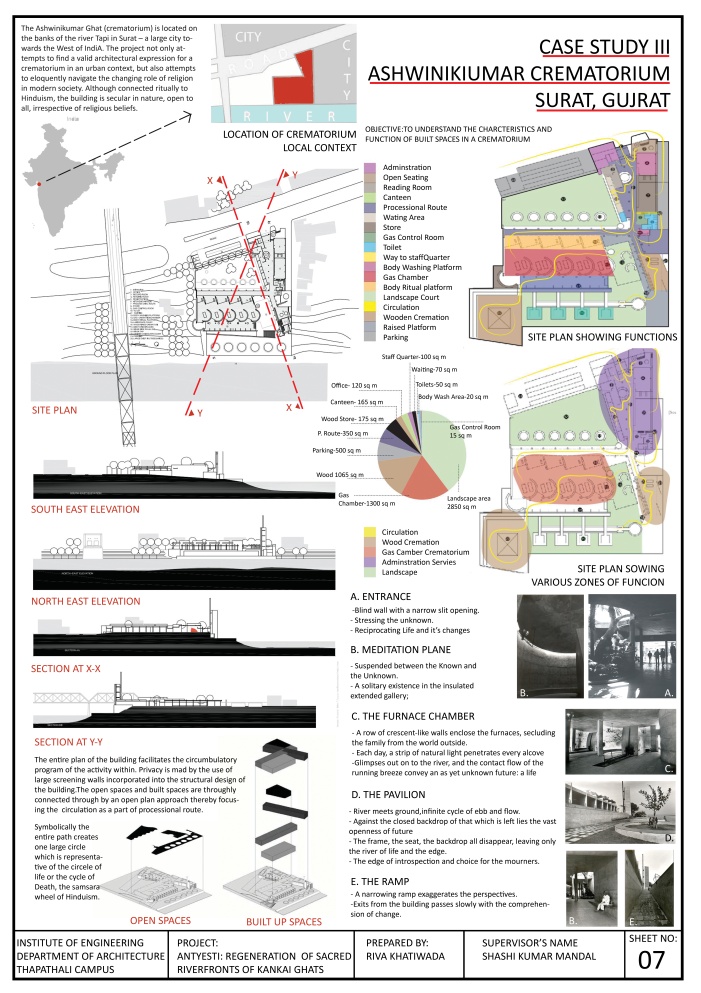 The Ashwinikumar Ghat (crematorium) is located on
the banks of the river Tapi in Surat – a large city to-
wards the West of IndiA. The project not only at-
tempts to find a valid architectural expression for a
crematorium in an urban context, but also attempts
to eloquently navigate the changing role of religion
in modern society. Although connected ritually to
Hinduism, the building is secular in nature, open to
all, irrespective of religious beliefs.
CITY
CITY
ROAD
RIVER
LOCATION OF CREMATORIUM
LOCAL CONTEXT
CASE STUDY III
ASHWINIKIUMAR CREMATORIUM
SURAT, GUJRAT
OBJECTIVE:TO UNDERSTAND THE CHARCTERISTICS AND
FUNCTION OF BUILT SPACES IN A CREMATORIUM
Adminstration
Open Seating
Reading Room
Canteen
Processional Route
Wating Area
Store
Gas Control Room
Toilet
Way to staffQuarter
Body Washing Platform
Gas Chamber
Body Ritual platform
Landscape Court
Circulation
Wooden Cremation
Raised Platform
Parking
SITE PLAN SHOWING FUNCTIONS
X
Y
Y
X
SITE PLAN
Staff Quarter-100 sq m
Waiting-70 sq m
Toilets-50 sq m
Body Wash Area-20 sq m
Office- 120 sq m
Canteen- 165 sq m
Wood Store- 175 sq m
P. Route-350 sq m
Parking-500 sq m
Wood 1065 sq m
Gas
Chamber-1300 sq m
Gas Control Room
15 sq m
Landscape area
2850 sq m
Circulation
Wood Cremation
Gas Camber Crematorium
Adminstration Servies
Landscape
SITE PLAN SOWING
VARIOUS ZONES OF FUNCION
SOUTH EAST ELEVATION
NORTH EAST ELEVATION
SECTION AT X-X
SECTION AT Y-Y
The entire plan of the building facilitates the circumbulatory
program of the activity within. Privacy is mad by the use of
large screening walls incorporated into the structural design of
the building.The open spaces and built spaces are throughly
connected through by an open plan approach thereby focus-
ing the circulation as a part of processional route.
Symbolically the
entire path creates
one large circle
which is representa-
tive of the circele of
life or the cycle of
Death, the samsara
wheel of Hinduism.
OPEN SPACES
BUILT UP SPACES
A. ENTRANCE
-Blind wall with a narrow slit opening.
- Stressing the unknown.
- Reciprocating Life and it's changes
B. MEDITATION PLANE
- Suspended between the Known and
the Unknown.
- A solitary existence in the insulated
extended gallery;
C. THE FURNACE CHAMBER
- A row of crescent-like walls enclose the furnaces, secluding
the family from the world outside.
- Each day, a strip of natural light penetrates every alcove
-Glimpses out on to the river, and the contact flow of the
running breeze convey an as yet unknown future: a life
D. THE PAVILION
- River meets ground,infinite cycle of ebb and flow.
- Against the closed backdrop of that which is left lies the vast
openness of future
- The frame, the seat, the backdrop all disappear, leaving only
the river of life and the edge.
- The edge of introspection and choice for the mourners.
E. THE RAMP
- A narrowing ramp exaggerates the perspectives.
-Exits from the building passes slowly with the comprehen-
sion of change.
B.
A.
C.
D.
B.
E.
INSTITUTE OF ENGINEERING
DEPARTMENT OF ARCHITECTURE
THAPATHALI CAMPUS
PROJECT:
ANTYESTI: REGENERATION OF SACRED
RIVERFRONTS OF KANKAI GHATS
PREPARED BY:
RIVA KHATIWADA
SUPERVISOR'S NAME
SHASHI KUMAR MANDAL
SHEET NO:
07